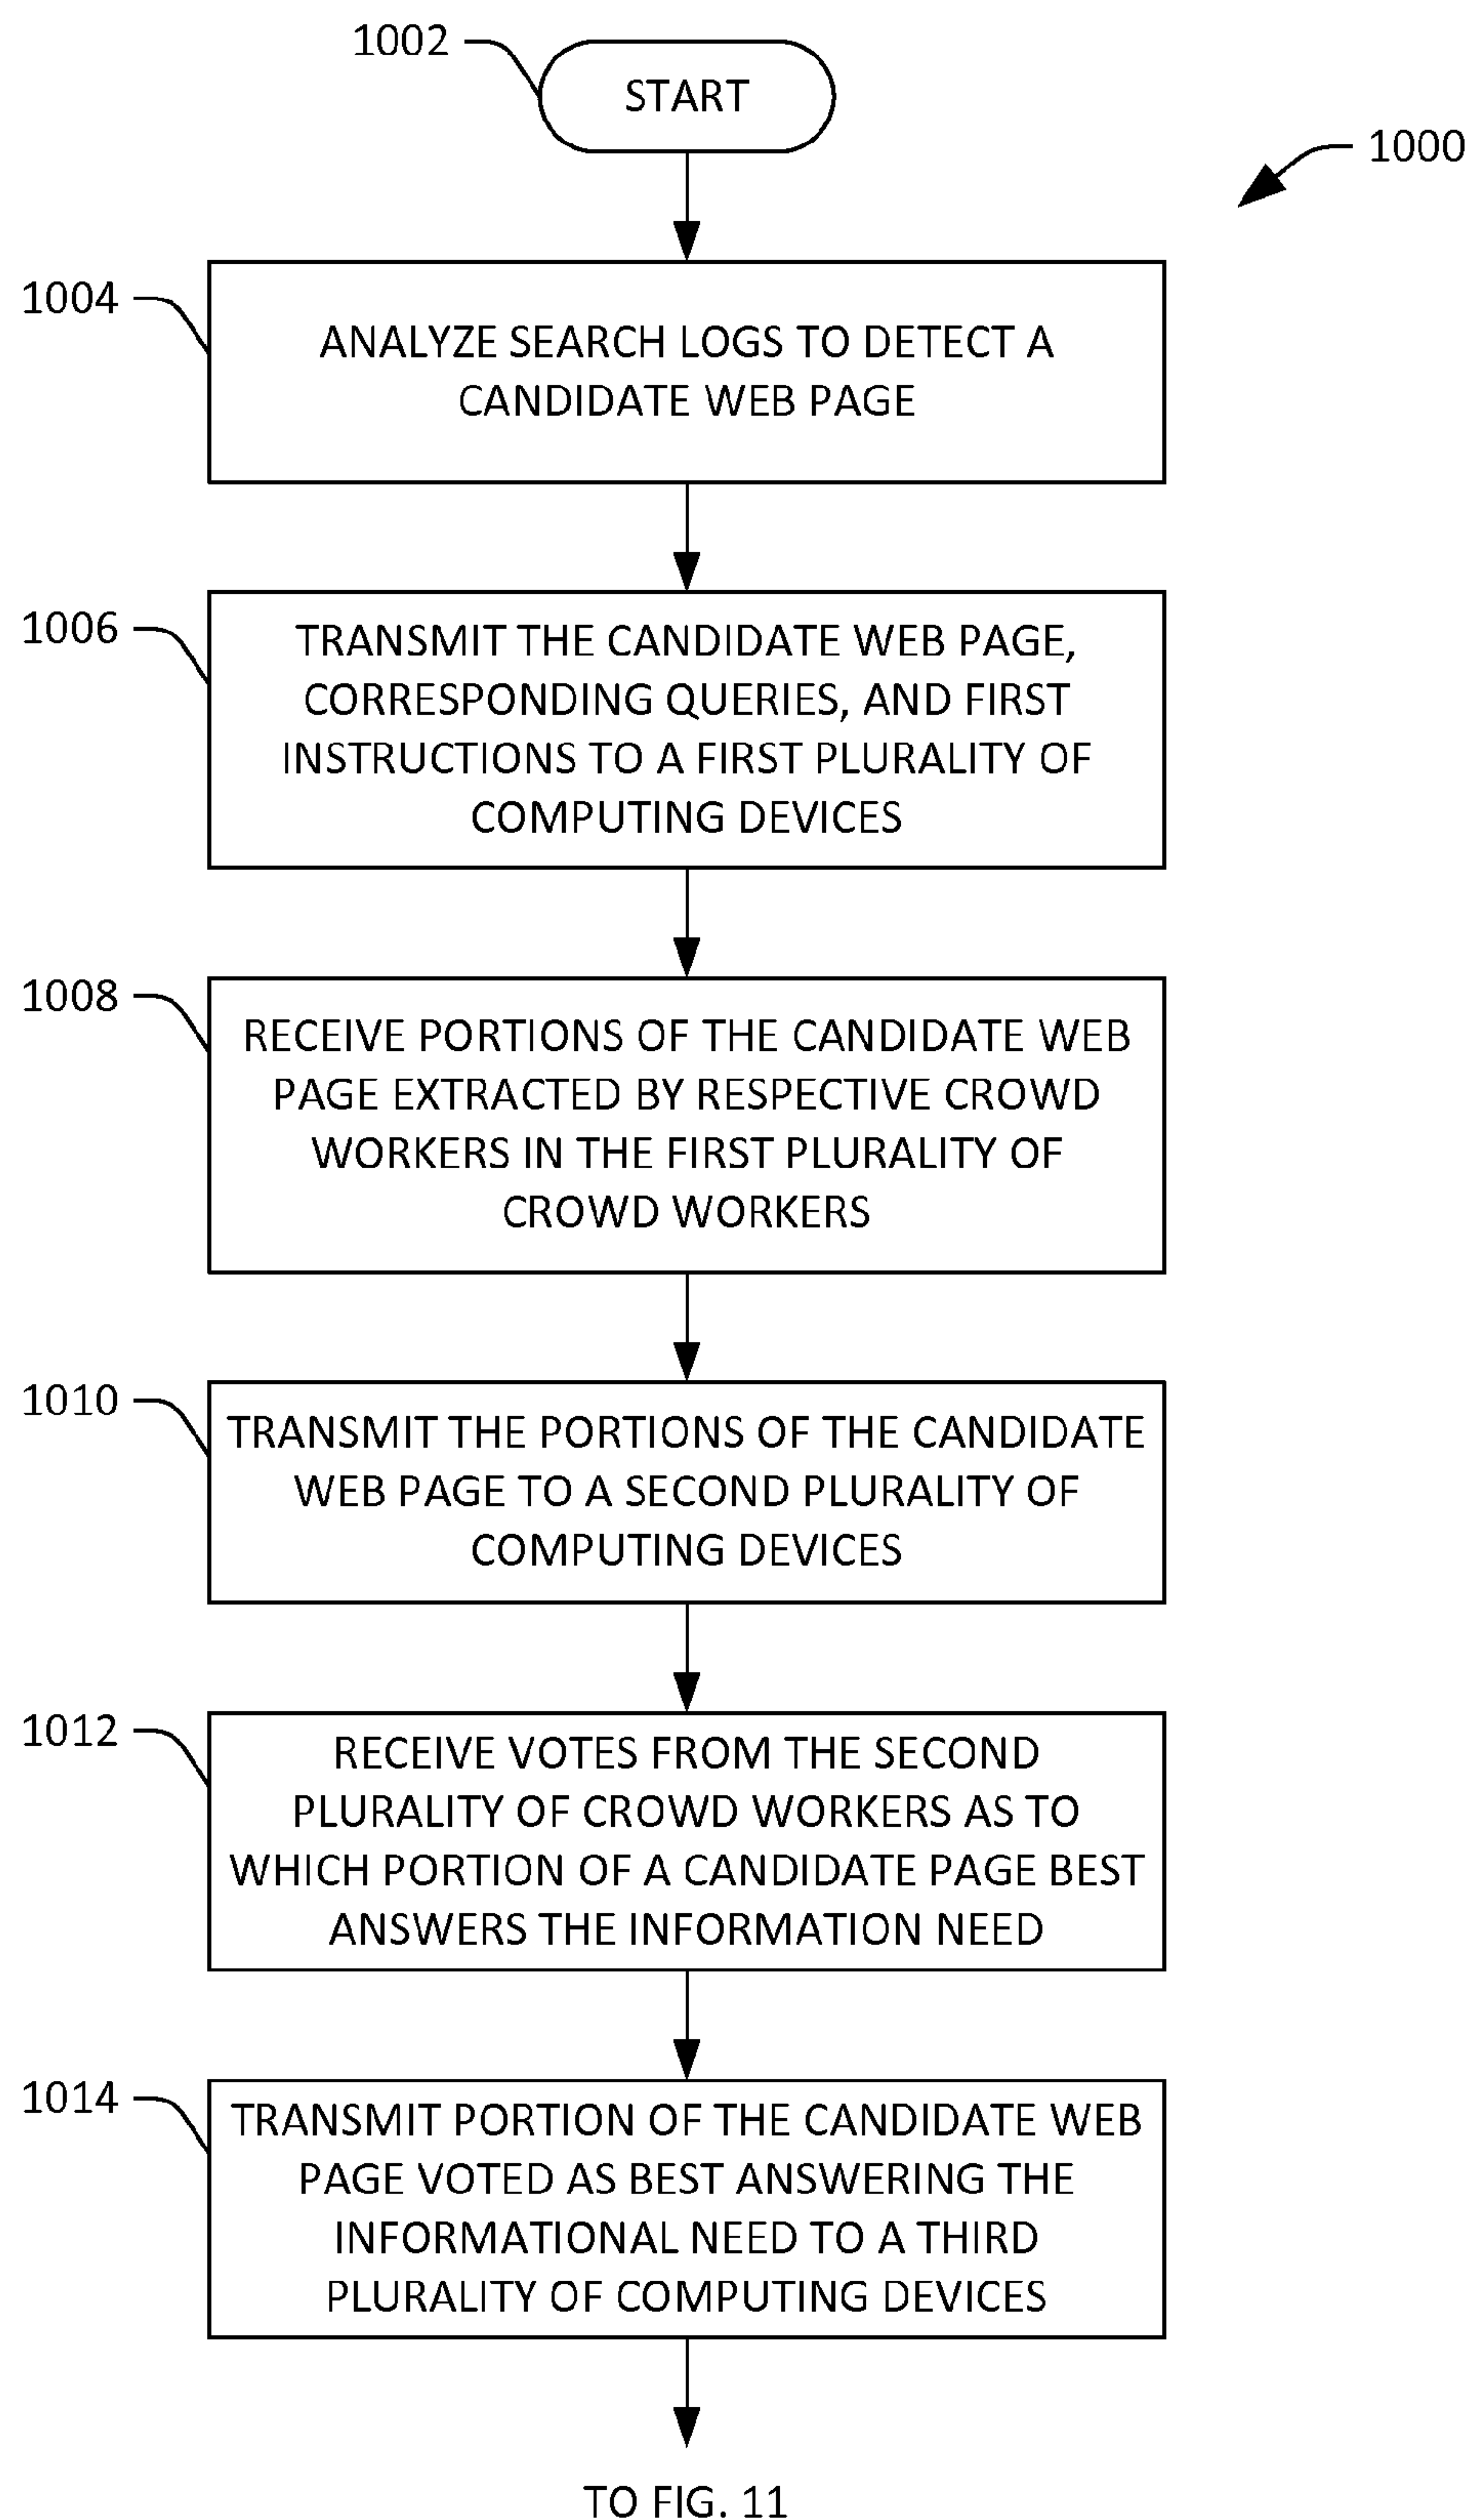 1002
START
1000
1004
ANALYZE SEARCH LOGS TO DETECT A
CANDIDATE WEB PAGE
1006
TRANSMIT THE CANDIDATE WEB PAGE,
CORRESPONDING QUERIES, AND FIRST
INSTRUCTIONS TO A FIRST PLURALITY OF
COMPUTING DEVICES
1008
RECEIVE PORTIONS OF THE CANDIDATE WEB
PAGE EXTRACTED BY RESPECTIVE CROWD
WORKERS IN THE FIRST PLURALITY OF
CROWD WORKERS
1010
TRANSMIT THE PORTIONS OF THE CANDIDATE
WEB PAGE TO A SECOND PLURALITY OF
COMPUTING DEVICES
1012
RECEIVE VOTES FROM THE SECOND
PLURALITY OF CROWD WORKERS AS TO
WHICH PORTION OF A CANDIDATE PAGE BEST
ANSWERS THE INFORMATION NEED
1014
TRANSMIT PORTION OF THE CANDIDATE WEB
PAGE VOTED AS BEST ANSWERING THE
INFORMATIONAL NEED TO A THIRD
PLURALITY OF COMPUTING DEVICES
TO FIG. 11